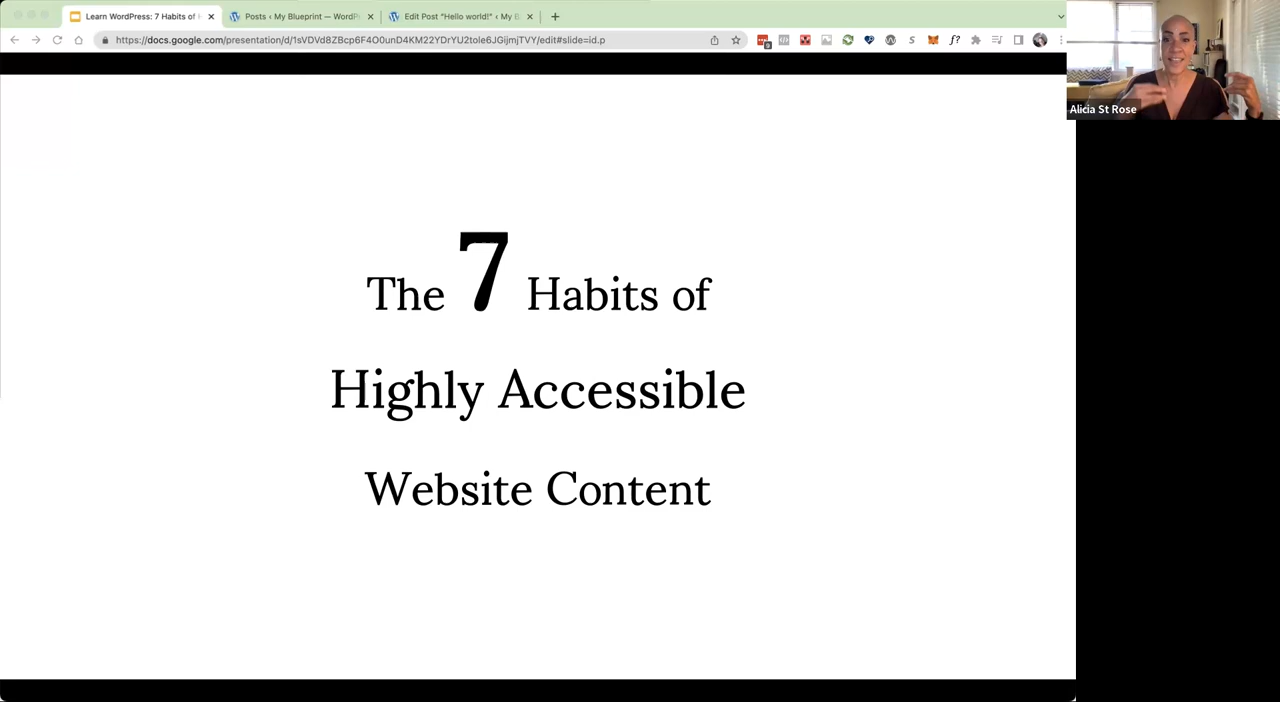 Learn WordPress: 7 Habits of H
Posts ‹ My Blueprint — WordP
Edit Post "Hello world!" ‹ My B
https://docs.google.com/presentation/d/1sVDVd8ZBcp6F4O0unD4KM22YDrYU2tole6JGijmjTVY/edit#slide=id.p
Alicia St Rose
The 7 Habits of
Highly Accessible
Website Content